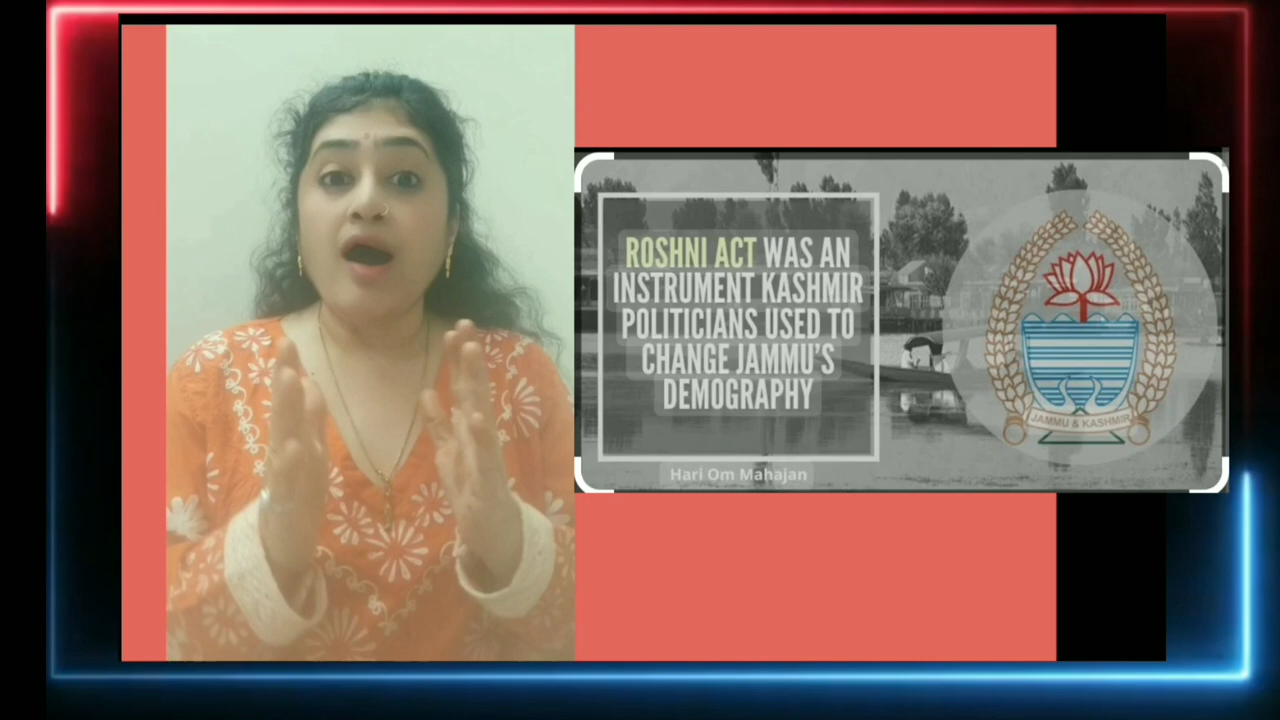 ROSHNI ACT WAS AN
INSTRUMENT KASHMIR
POLITICIANS USED TO
CHANGE JAMMU'S
DEMOGRAPHY
Hari Om Mahajan
JAMMU & KASHMIR